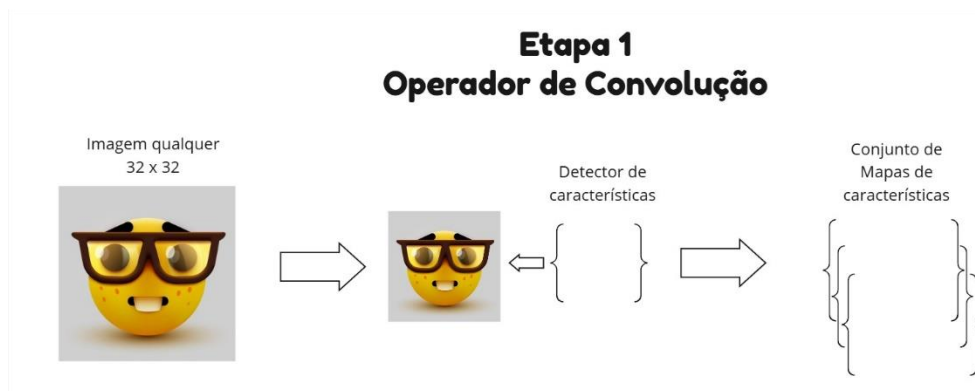 Etapa 1
Operador de Convolução
Imagem qualquer
32 x 32
Detector de
características
Conjunto de
Mapas de
características